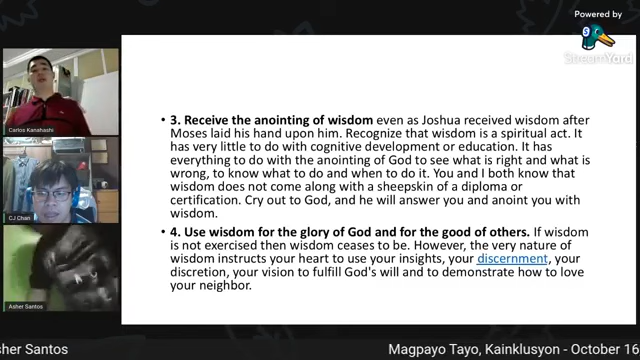 Powered by
StreamYard
• 3. Receive the anointing of wisdom even as Joshua received wisdom after
Moses laid his hand upon him. Recognize that wisdom is a spiritual act. It
has very little to do with cognitive development or education. It has
everything to do with the anointing of God to see what is right and what is
wrong, to know what to do and when to do it. You and I both know that
wisdom does not come along with a sheepskin of a diploma or
certification. Cry out to God, and he will answer you and anoint you with
wisdom.
• 4. Use wisdom for the glory of God and for the good of others. If wisdom
is not exercised then wisdom ceases to be. However, the very nature of
wisdom instructs your heart to use your insights, your discernment, your
discretion, your vision to fulfill God's will and to demonstrate how to love
your neighbor.
Carlos Kanahashi
CJ Chan
Asher Santos
sher Santos
Magpayo Tayo, Kainklusyon - October 16